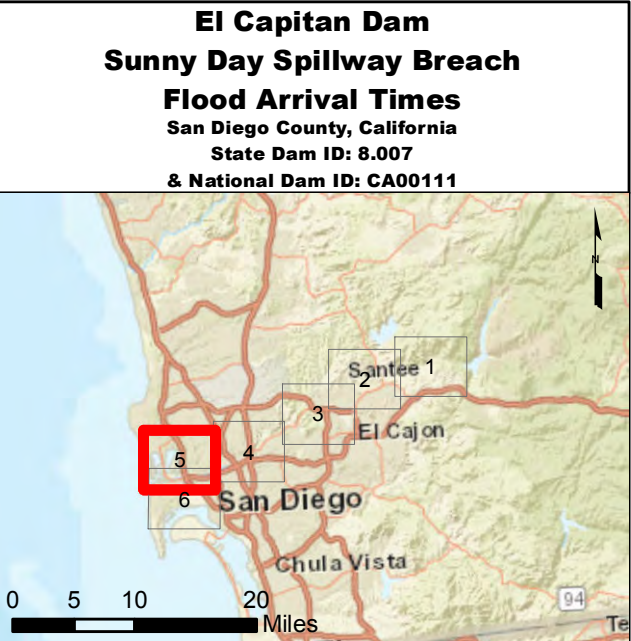 El Capitan Dam
Sunny Day Spillway Breach
Flood Arrival Times
San Diego County, California
State Dam ID: 8.007
& National Dam ID: CA00111
N
Santee 1
2
3
El Cajon
4
5
6
San Diego
Chula Vista
94
Te
0 5 10 20
Miles